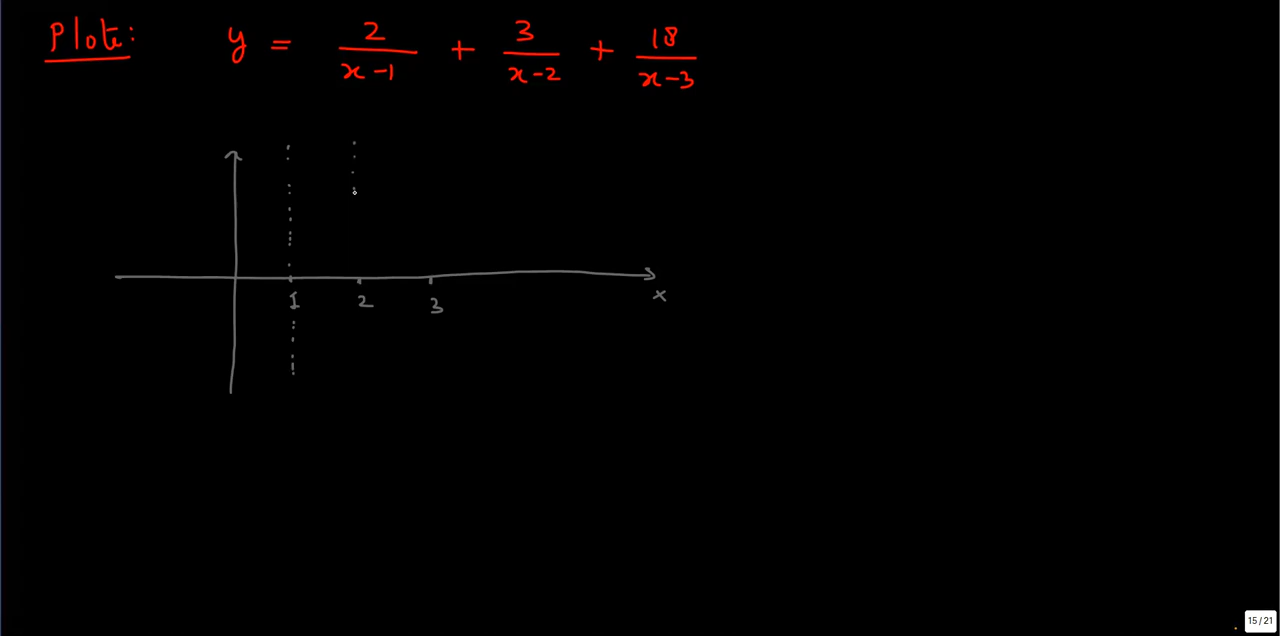 Plot: y = 2/(x-1) + 3/(x-2) + 18/(x-3)
1 2 3 x
15 / 21